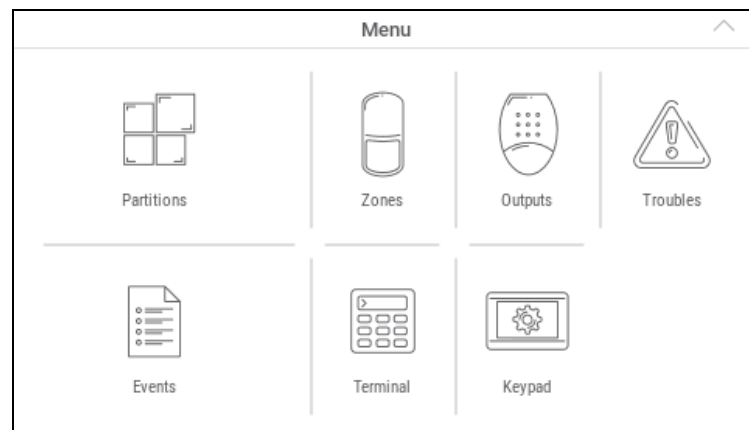 Menu
Partitions
Zones
Outputs
Troubles
Events
Terminal
Keypad